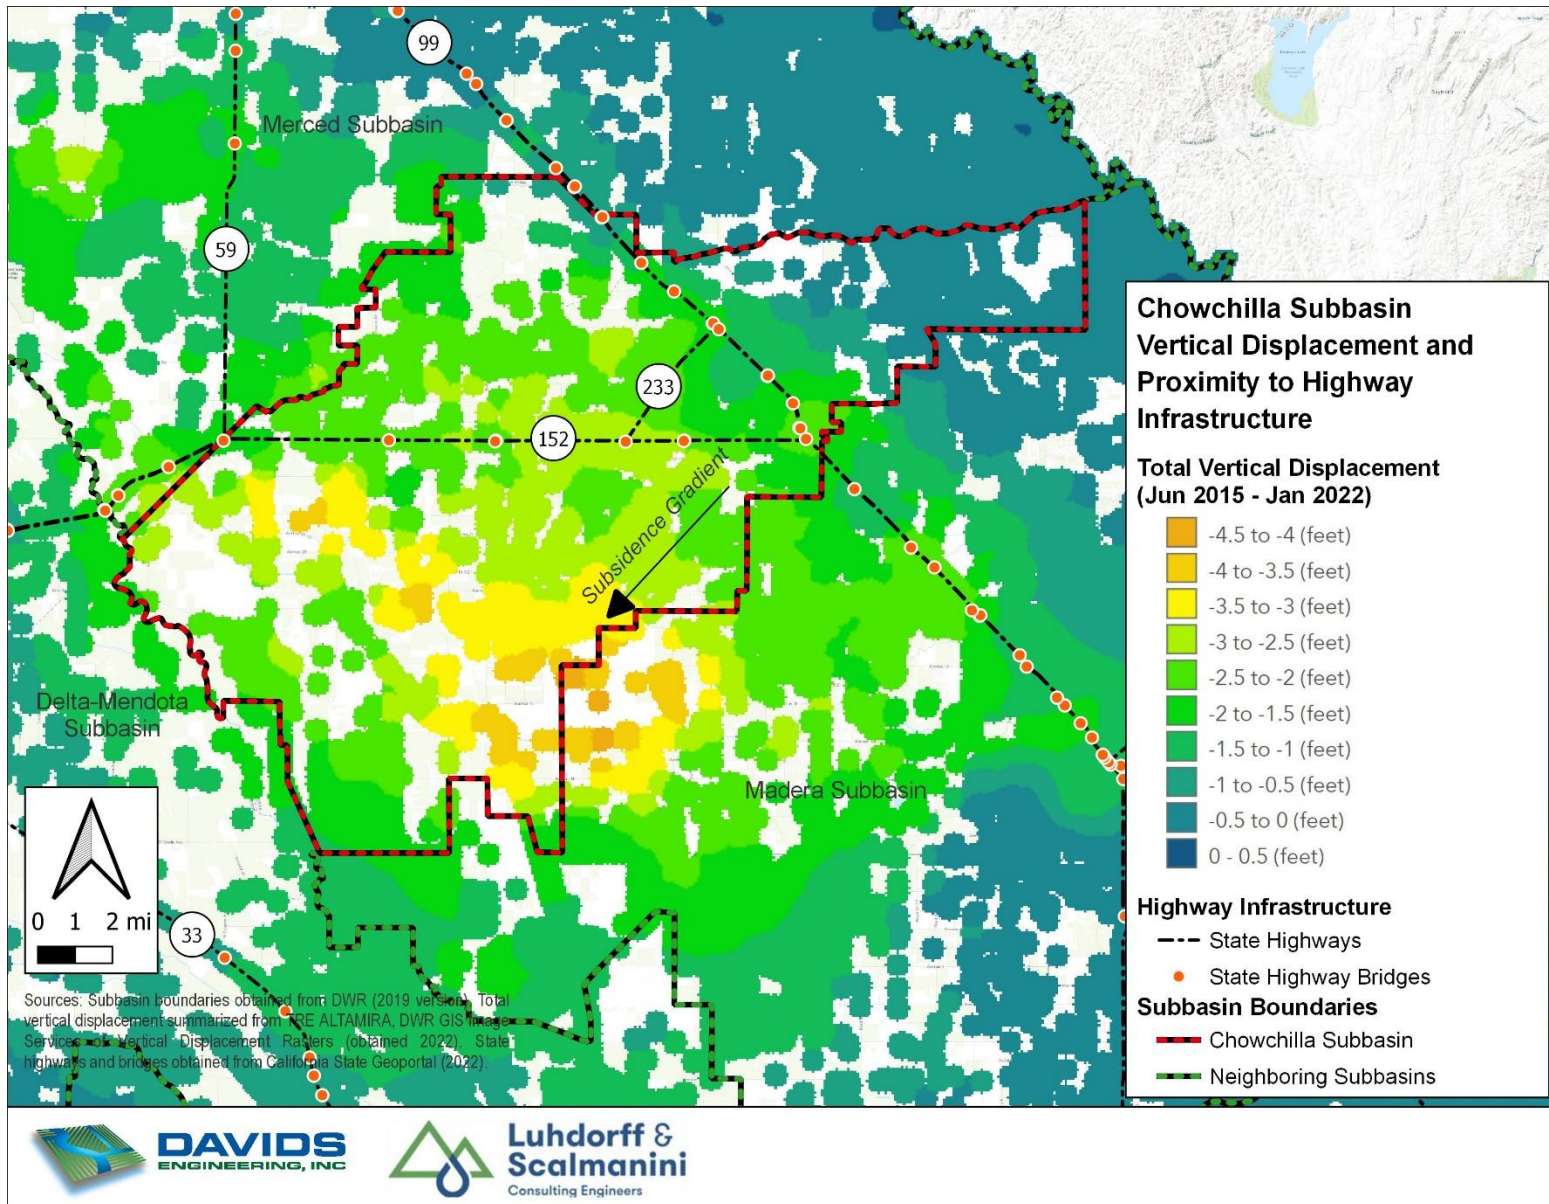 99
Merced Subbasin
59
233
152
Subsidence Gradient
Delta-Mendota
Subbasin
Madera Subbasin
33
0 1 2 mi
Sources: Subbasin boundaries obtained from DWR (2019 version). Total
vertical displacement summarized from TRE ALTAMIRA, DWR GIS Image
Services of Vertical Displacement Rasters (obtained 2022). State
highways and bridges obtained from California State Geoportal (2022).
Chowchilla Subbasin
Vertical Displacement and
Proximity to Highway
Infrastructure
Total Vertical Displacement
(Jun 2015 - Jan 2022)
-4.5 to -4 (feet)
-4 to -3.5 (feet)
-3.5 to -3 (feet)
-3 to -2.5 (feet)
-2.5 to -2 (feet)
-2 to -1.5 (feet)
-1.5 to -1 (feet)
-1 to -0.5 (feet)
-0.5 to 0 (feet)
0 - 0.5 (feet)
Highway Infrastructure
State Highways
State Highway Bridges
Subbasin Boundaries
Chowchilla Subbasin
Neighboring Subbasins
DAVIDS
ENGINEERING, INC
Luhdorff &
Scalmanini
Consulting Engineers